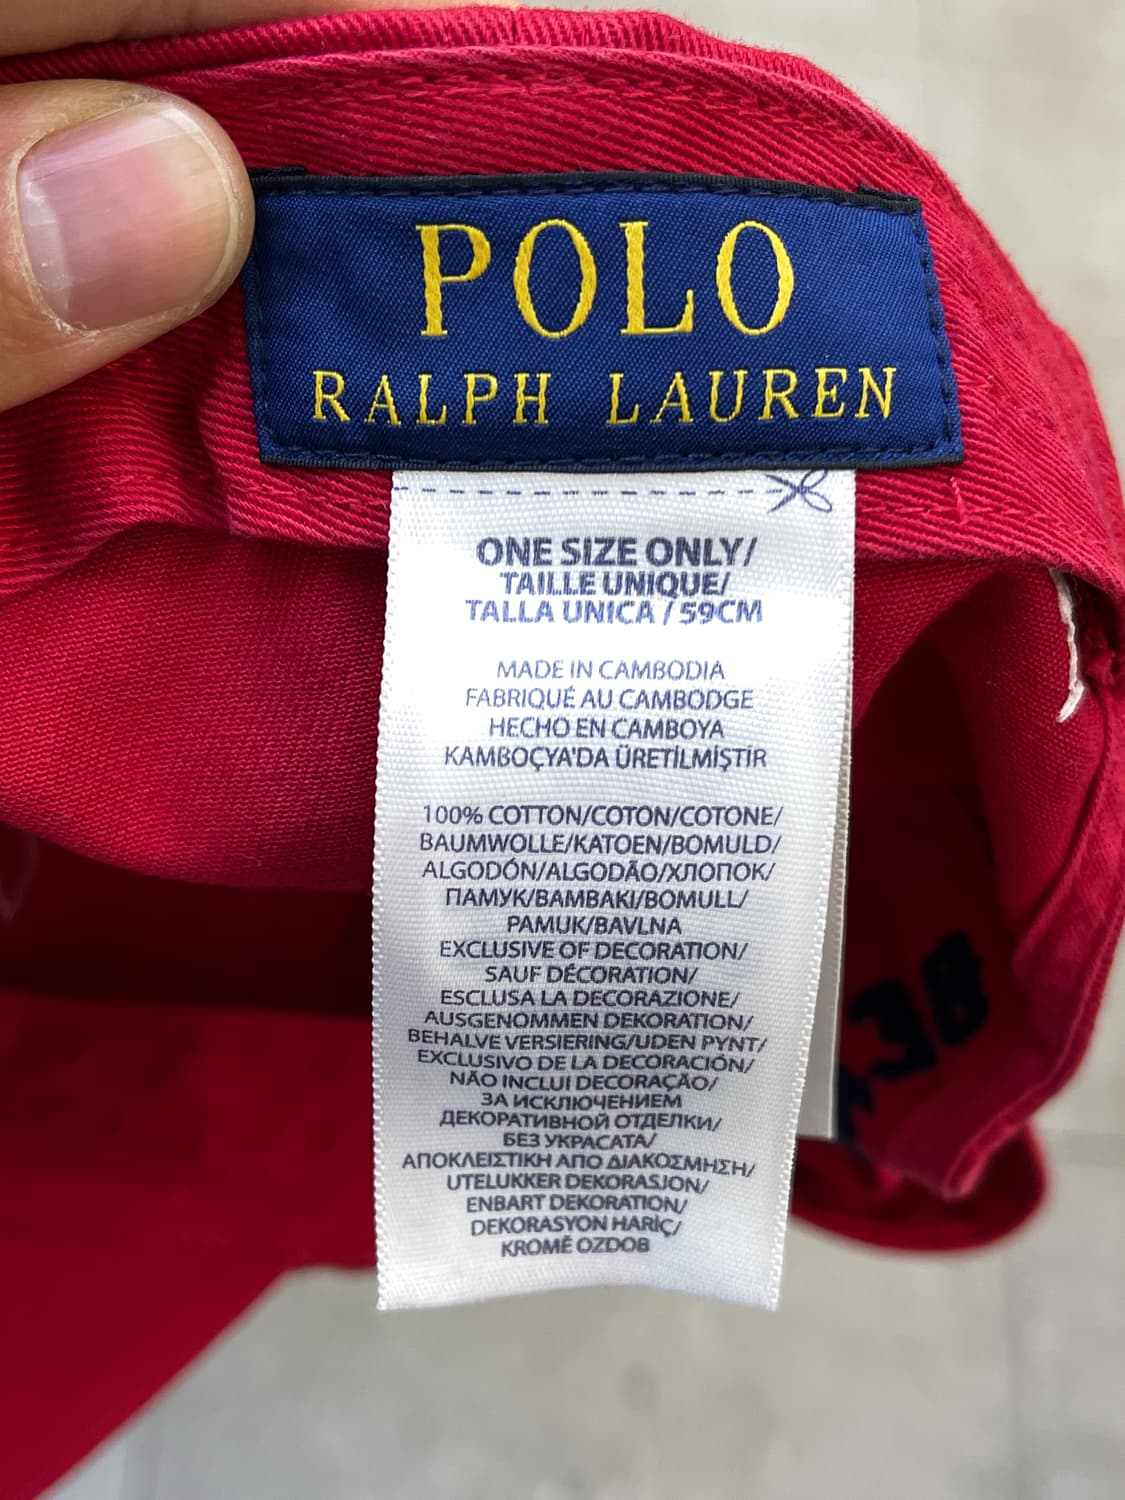 POLO
RALPH LAUREN
ONE SIZE ONLY/
TAILLE UNIQUE/
TALLA UNICA / 59CM
MADE IN CAMBODIA
FABRIQUÉ AU CAMBODGE
HECHO EN CAMBOYA
KAMBOÇYA'DA ÜRETİLMİŞTİR
100% COTTON/COTON/COTONE/
BAUMWOLLE/KATOEN/BOMULD/
ALGODÓN/ALGODÃO/ХЛОПОК/
ПАМУК/BAMBAKI/BOMULL/
PAMUK/BAVLNA
EXCLUSIVE OF DECORATION/
SAUF DÉCORATION/
ESCLUSA LA DECORAZIONE/
AUSGENOMMEN DEKORATION/
BEHALVE VERSIERING/UDEN PYNT/
EXCLUSIVO DE LA DECORACIÓN/
NÃO INCLUI DECORAÇÃO/
ЗА ИСКЛЮЧЕНИЕМ
ДЕКОРАТИВНОЙ ОТДЕЛКИ/
БЕЗ УКРАСАТА/
ΑΠΟΚΛΕΙΣΤΙΚΗ ΑΠΟ ΔΙΑΚΟΣΜΗΣΗ/
UTELUKKER DEKORASJON/
ENBART DEKORATION/
DEKORASYON HARİÇ/
KROMĚ OZDOB